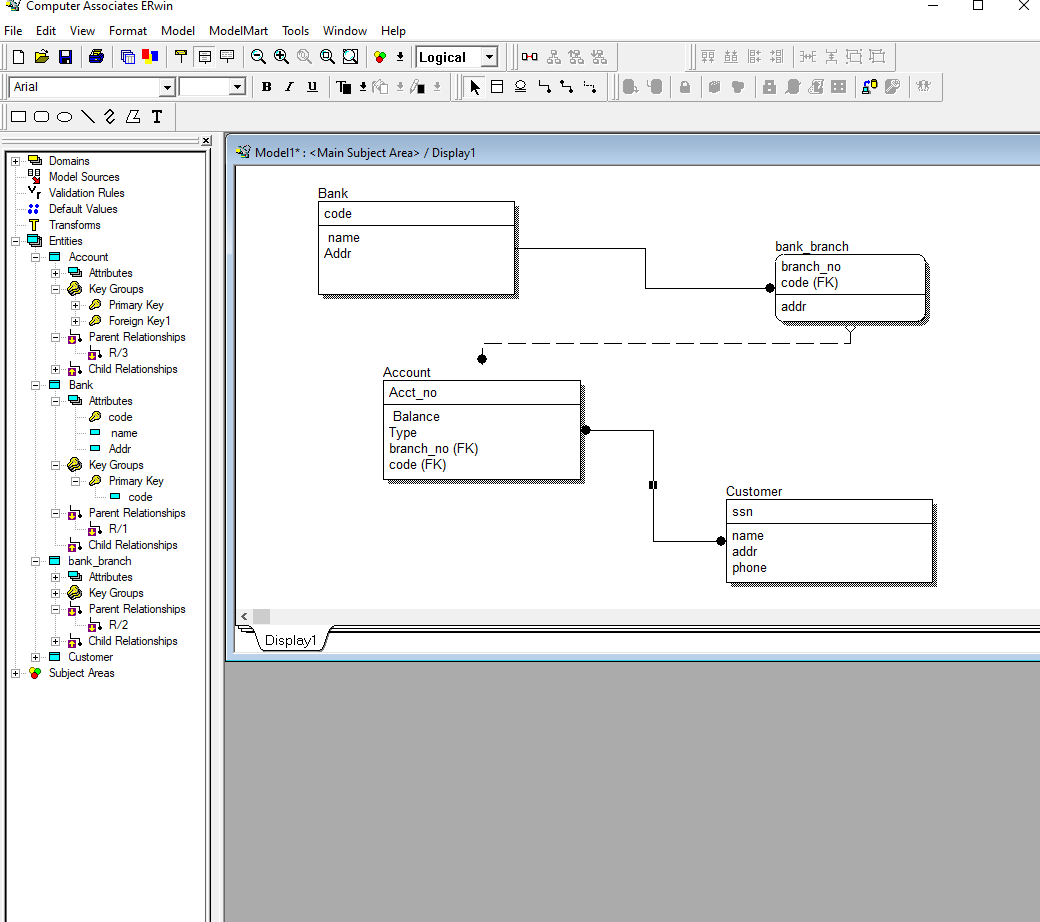 Computer Associates ERwin
File Edit View Format Model ModelMart Tools Window Help
Logical
Arial
B I U
T
Model1* : <Main Subject Area> / Display1
Domains
Model Sources
Validation Rules
Default Values
Transforms
Entities
Account
Attributes
Key Groups
Primary Key
Foreign Key1
Parent Relationships
R/3
Child Relationships
Bank
Attributes
code
name
Addr
Key Groups
Primary Key
code
Parent Relationships
R/1
Child Relationships
bank_branch
Attributes
Key Groups
Parent Relationships
R/2
Child Relationships
Customer
Subject Areas
Bank
code
name
Addr
bank_branch
branch_no
code (FK)
addr
Account
Acct_no
Balance
Type
branch_no (FK)
code (FK)
Customer
ssn
name
addr
phone
Display1